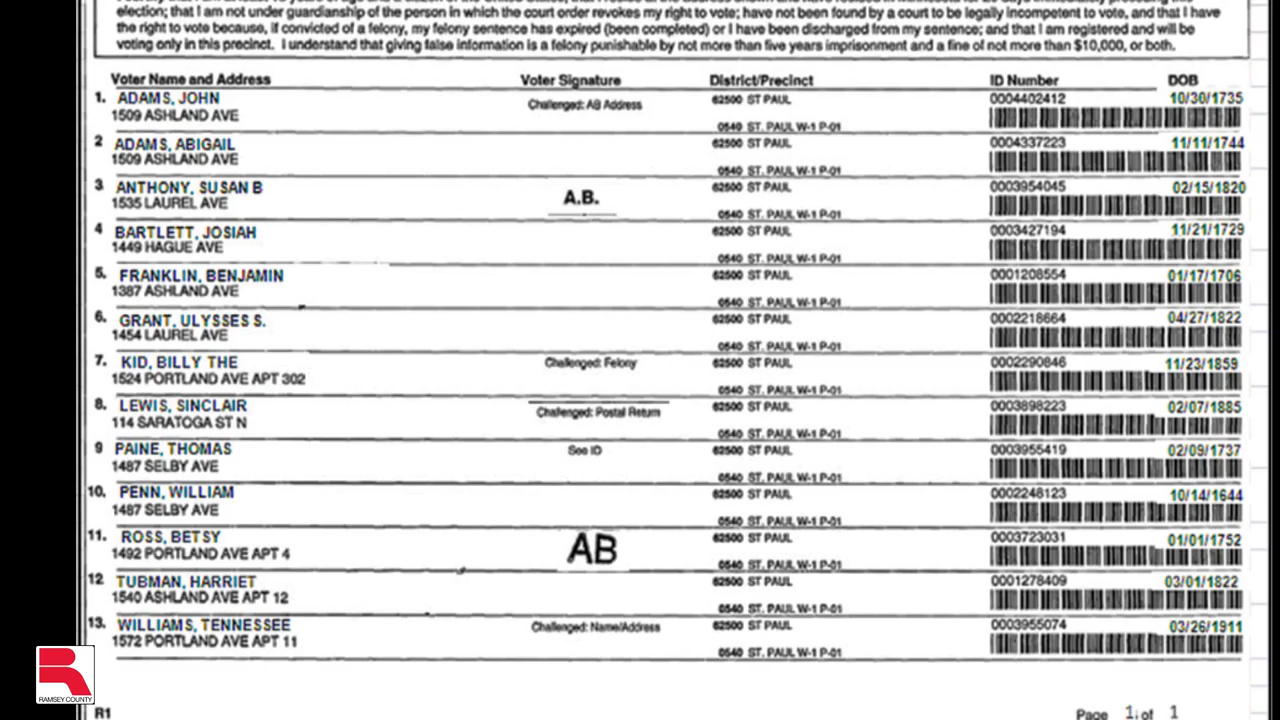 election; that I am not under guardianship of the person in which the court order revokes my right to vote; have not been found by a court to be legally incompetent to vote, and that I have
the right to vote because, if convicted of a felony, my felony sentence has expired (been completed) or I have been discharged from my sentence; and that I am registered and will be
voting only in this precinct. I understand that giving false information is a felony punishable by not more than five years imprisonment and a fine of not more than $10,000, or both.
Voter Name and Address Voter Signature District/Precinct ID Number DOB
1. ADAMS, JOHN Challenged: AB Address 62500 ST PAUL 0004402412 10/30/1735
1509 ASHLAND AVE 0540 ST. PAUL W-1 P-01
2 ADAMS, ABIGAIL 62500 ST PAUL 0004337223 11/11/1744
1509 ASHLAND AVE 0540 ST. PAUL W-1 P-01
3 ANTHONY, SUSAN B A.B. 62500 ST PAUL 0003954045 02/15/1820
1535 LAUREL AVE 0540 ST. PAUL W-1 P-01
4 BARTLETT, JOSIAH 62500 ST PAUL 0003427194 11/21/1729
1449 HAGUE AVE 0540 ST. PAUL W-1 P-01
5. FRANKLIN, BENJAMIN 62500 ST PAUL 0001208554 01/17/1706
1387 ASHLAND AVE 0540 ST. PAUL W-1 P-01
6. GRANT, ULYSSES S. 62500 ST PAUL 0002218664 04/27/1822
1454 LAUREL AVE 0540 ST. PAUL W-1 P-01
7. KID, BILLY THE Challenged: Felony 62500 ST PAUL 0002290846 11/23/1859
1524 PORTLAND AVE APT 302 0540 ST. PAUL W-1 P-01
8. LEWIS, SINCLAIR Challenged: Postal Return 62500 ST PAUL 0003898223 02/07/1885
114 SARATOGA ST N 0540 ST. PAUL W-1 P-01
9 PAINE, THOMAS See ID 62500 ST PAUL 0003955419 02/09/1737
1487 SELBY AVE 0540 ST. PAUL W-1 P-01
10. PENN, WILLIAM 62500 ST PAUL 0002248123 10/14/1644
1487 SELBY AVE 0540 ST. PAUL W-1 P-01
11. ROSS, BETSY AB 62500 ST PAUL 0003723031 01/01/1752
1492 PORTLAND AVE APT 4 0540 ST. PAUL W-1 P-01
12 TUBMAN, HARRIET 62500 ST PAUL 0001278409 03/01/1822
1540 ASHLAND AVE APT 12 0540 ST. PAUL W-1 P-01
13. WILLIAMS, TENNESSEE Challenged: Name/Address 62500 ST PAUL 0003955074 03/26/1911
1572 PORTLAND AVE APT 11 0540 ST. PAUL W-1 P-01
RAMSEY COUNTY
R1 Page 1 of 1